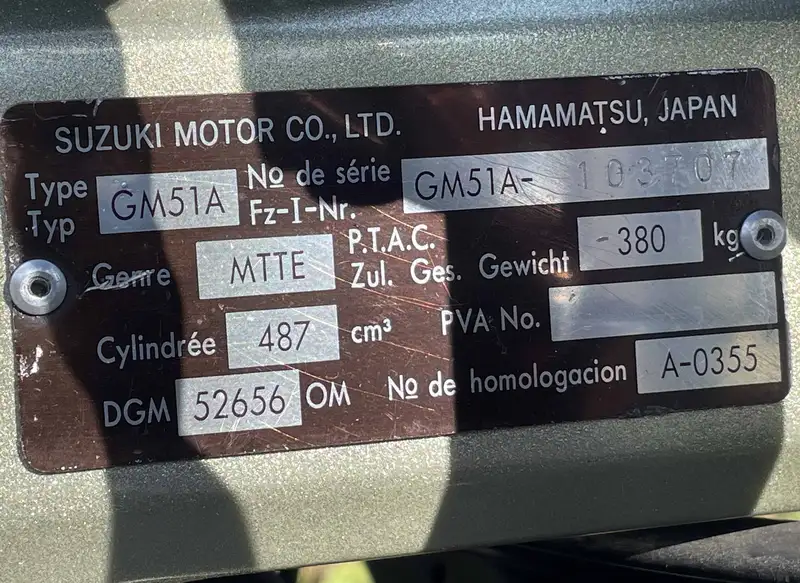 SUZUKI MOTOR CO., LTD. HAMAMATSU, JAPAN
Type GM51A № de série GM51A- 103707
Typ Fz-I-Nr.
Genre MTTE P.T.A.C. -380 kg
Zul. Ges. Gewicht
Cylindrée 487 cm³ PVA No.
DGM 52656 OM № de homologacion A-0355